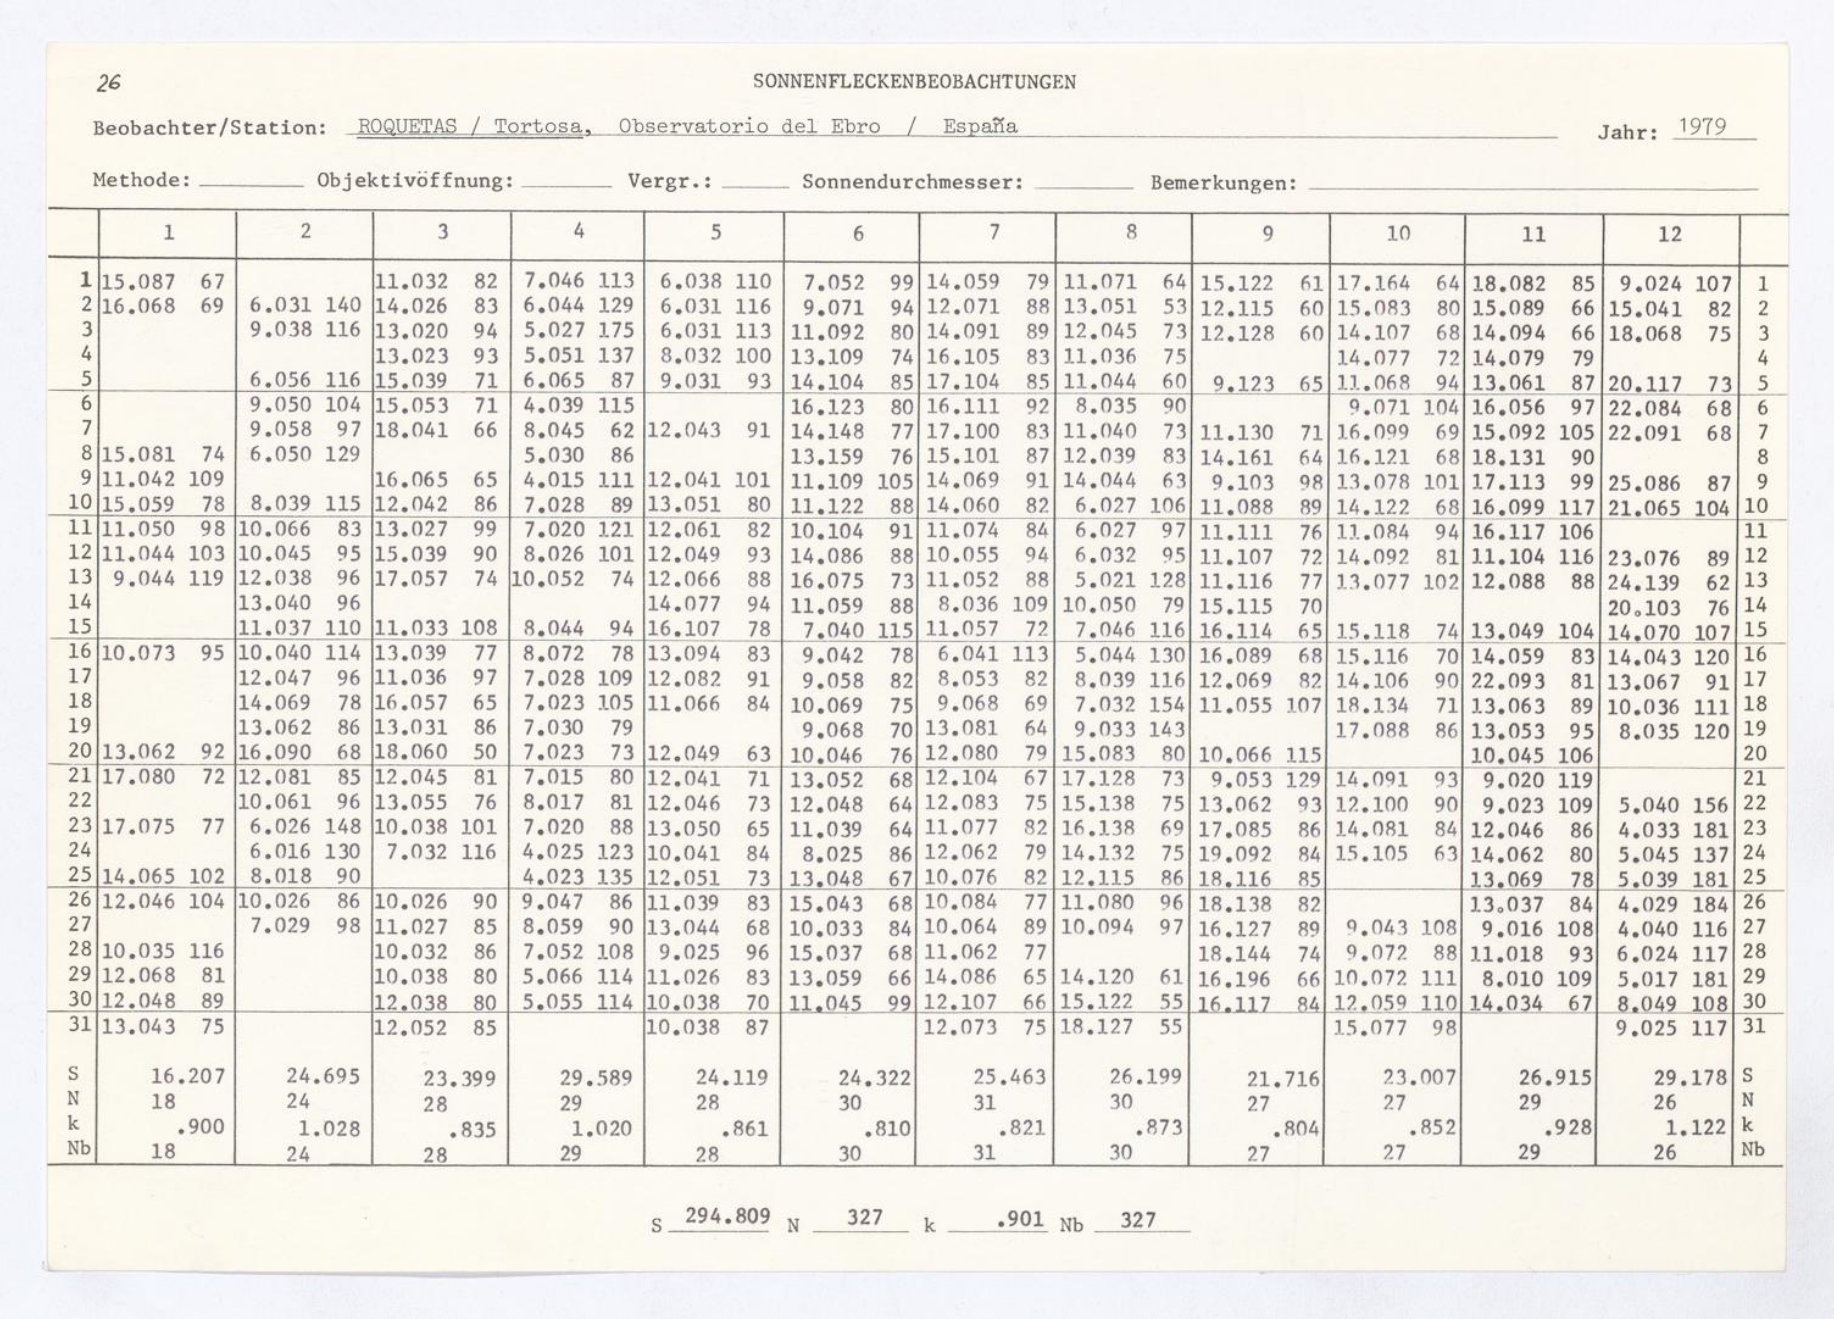 26
SONNENFLECKENBEOBACHTUNGEN
Beobachter/Station: ROQUETAS / Tortosa, Observatorio del Ebro / España Jahr: 1979
Methode: Objektivöffnung: Vergr.: Sonnendurchmesser: Bemerkungen:
1 2 3 4 5 6 7 8 9 10 11 12
1 15.087 67 11.032 82 7.046 113 6.038 110 7.052 99 14.059 79 11.071 64 15.122 61 17.164 64 18.082 85 9.024 107 1
2 16.068 69 6.031 140 14.026 83 6.044 129 6.031 116 9.071 94 12.071 88 13.051 53 12.115 60 15.083 80 15.089 66 15.041 82 2
3 9.038 116 13.020 94 5.027 175 6.031 113 11.092 80 14.091 89 12.045 73 12.128 60 14.107 68 14.094 66 18.068 75 3
4 13.023 93 5.051 137 8.032 100 13.109 74 16.105 83 11.036 75 14.077 72 14.079 79 4
5 6.056 116 15.039 71 6.065 87 9.031 93 14.104 85 17.104 85 11.044 60 9.123 65 11.068 94 13.061 87 20.117 73 5
6 9.050 104 15.053 71 4.039 115 16.123 80 16.111 92 8.035 90 9.071 104 16.056 97 22.084 68 6
7 9.058 97 18.041 66 8.045 62 12.043 91 14.148 77 17.100 83 11.040 73 11.130 71 16.099 69 15.092 105 22.091 68 7
8 15.081 74 6.050 129 5.030 86 13.159 76 15.101 87 12.039 83 14.161 64 16.121 68 18.131 90 8
9 11.042 109 16.065 65 4.015 111 12.041 101 11.109 105 14.069 91 14.044 63 9.103 98 13.078 101 17.113 99 25.086 87 9
10 15.059 78 8.039 115 12.042 86 7.028 89 13.051 80 11.122 88 14.060 82 6.027 106 11.088 89 14.122 68 16.099 117 21.065 104 10
11 11.050 98 10.066 83 13.027 99 7.020 121 12.061 82 10.104 91 11.074 84 6.027 97 11.111 76 11.084 94 16.117 106 11
12 11.044 103 10.045 95 15.039 90 8.026 101 12.049 93 14.086 88 10.055 94 6.032 95 11.107 72 14.092 81 11.104 116 23.076 89 12
13 9.044 119 12.038 96 17.057 74 10.052 74 12.066 88 16.075 73 11.052 88 5.021 128 11.116 77 13.077 102 12.088 88 24.139 62 13
14 13.040 96 14.077 94 11.059 88 8.036 109 10.050 79 15.115 70 20.103 76 14
15 11.037 110 11.033 108 8.044 94 16.107 78 7.040 115 11.057 72 7.046 116 16.114 65 15.118 74 13.049 104 14.070 107 15
16 10.073 95 10.040 114 13.039 77 8.072 78 13.094 83 9.042 78 6.041 113 5.044 130 16.089 68 15.116 70 14.059 83 14.043 120 16
17 12.047 96 11.036 97 7.028 109 12.082 91 9.058 82 8.053 82 8.039 116 12.069 82 14.106 90 22.093 81 13.067 91 17
18 14.069 78 16.057 65 7.023 105 11.066 84 10.069 75 9.068 69 7.032 154 11.055 107 18.134 71 13.063 89 10.036 111 18
19 13.062 86 13.031 86 7.030 79 9.068 70 13.081 64 9.033 143 17.088 86 13.053 95 8.035 120 19
20 13.062 92 16.090 68 18.060 50 7.023 73 12.049 63 10.046 76 12.080 79 15.083 80 10.066 115 10.045 106 20
21 17.080 72 12.081 85 12.045 81 7.015 80 12.041 71 13.052 68 12.104 67 17.128 73 9.053 129 14.091 93 9.020 119 21
22 10.061 96 13.055 76 8.017 81 12.046 73 12.048 64 12.083 75 15.138 75 13.062 93 12.100 90 9.023 109 5.040 156 22
23 17.075 77 6.026 148 10.038 101 7.020 88 13.050 65 11.039 64 11.077 82 16.138 69 17.085 86 14.081 84 12.046 86 4.033 181 23
24 6.016 130 7.032 116 4.025 123 10.041 84 8.025 86 12.062 79 14.132 75 19.092 84 15.105 63 14.062 80 5.045 137 24
25 14.065 102 8.018 90 4.023 135 12.051 73 13.048 67 10.076 82 12.115 86 18.116 85 13.069 78 5.039 181 25
26 12.046 104 10.026 86 10.026 90 9.047 86 11.039 83 15.043 68 10.084 77 11.080 96 18.138 82 13.037 84 4.029 184 26
27 7.029 98 11.027 85 8.059 90 13.044 68 10.033 84 10.064 89 10.094 97 16.127 89 9.043 108 9.016 108 4.040 116 27
28 10.035 116 10.032 86 7.052 108 9.025 96 15.037 68 11.062 77 18.144 74 9.072 88 11.018 93 6.024 117 28
29 12.068 81 10.038 80 5.066 114 11.026 83 13.059 66 14.086 65 14.120 61 16.196 66 10.072 111 8.010 109 5.017 181 29
30 12.048 89 12.038 80 5.055 114 10.038 70 11.045 99 12.107 66 15.122 55 16.117 84 12.059 110 14.034 67 8.049 108 30
31 13.043 75 12.052 85 10.038 87 12.073 75 18.127 55 15.077 98 9.025 117 31
S 16.207 24.695 23.399 29.589 24.119 24.322 25.463 26.199 21.716 23.007 26.915 29.178 S
N 18 24 28 29 28 30 31 30 27 27 29 26 N
k .900 1.028 .835 1.020 .861 .810 .821 .873 .804 .852 .928 1.122 k
Nb 18 24 28 29 28 30 31 30 27 27 29 26 Nb
S 294.809 N 327 k .901 Nb 327